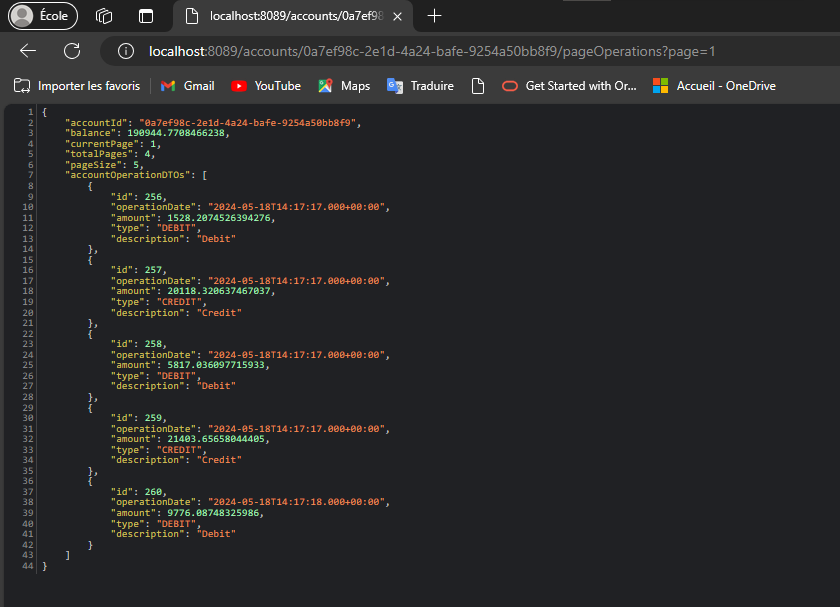 École
localhost:8089/accounts/0a7ef98
localhost:8089/accounts/0a7ef98c-2e1d-4a24-bafe-9254a50bb8f9/pageOperations?page=1
Importer les favoris Gmail YouTube Maps Traduire Get Started with Or... Accueil - OneDrive
1 {
2 "accountId": "0a7ef98c-2e1d-4a24-bafe-9254a50bb8f9",
3 "balance": 190944.7708466238,
4 "currentPage": 1,
5 "totalPages": 4,
6 "pageSize": 5,
7 "accountOperationDTOs": [
8 {
9 "id": 256,
10 "operationDate": "2024-05-18T14:17:17.000+00:00",
11 "amount": 1528.2074526394276,
12 "type": "DEBIT",
13 "description": "Debit"
14 },
15 {
16 "id": 257,
17 "operationDate": "2024-05-18T14:17:17.000+00:00",
18 "amount": 20118.320637467037,
19 "type": "CREDIT",
20 "description": "Credit"
21 },
22 {
23 "id": 258,
24 "operationDate": "2024-05-18T14:17:17.000+00:00",
25 "amount": 5817.036097715933,
26 "type": "DEBIT",
27 "description": "Debit"
28 },
29 {
30 "id": 259,
31 "operationDate": "2024-05-18T14:17:17.000+00:00",
32 "amount": 21403.65658044405,
33 "type": "CREDIT",
34 "description": "Credit"
35 },
36 {
37 "id": 260,
38 "operationDate": "2024-05-18T14:17:18.000+00:00",
39 "amount": 9776.08748325986,
40 "type": "DEBIT",
41 "description": "Debit"
42 }
43 ]
44 }